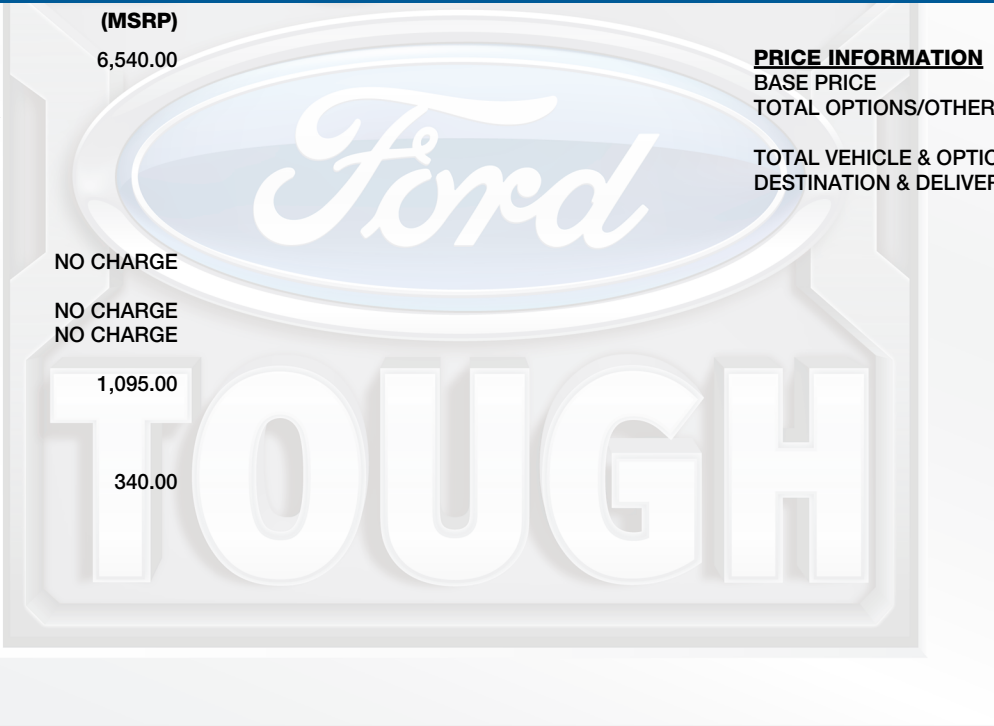 (MSRP)
6,540.00
NO CHARGE
NO CHARGE
NO CHARGE
1,095.00
340.00
PRICE INFORMATION
BASE PRICE
TOTAL OPTIONS/OTHER
TOTAL VEHICLE & OPTIO
DESTINATION & DELIVER
Ford
TOUGH